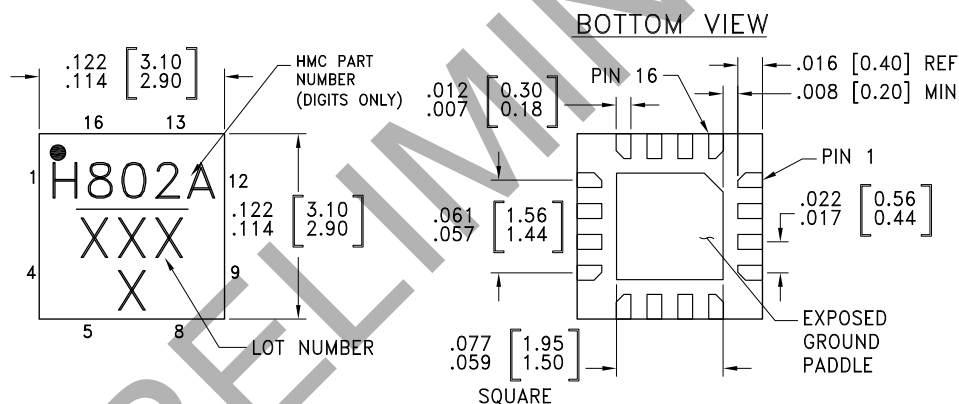 BOTTOM VIEW
.122 [3.10]
.114 [2.90]
HMC PART
NUMBER
(DIGITS ONLY)
16 13
1 12
H802A
XXX
X
4 9
5 8
.122 [3.10]
.114 [2.90]
LOT NUMBER
PIN 16
.012 [0.30]
.007 [0.18]
.016 [0.40] REF
.008 [0.20] MIN
PIN 1
.061 [1.56]
.057 [1.44]
.022 [0.56]
.017 [0.44]
EXPOSED
GROUND
PADDLE
.077 [1.95]
.059 [1.50]
SQUARE
RELIMIN